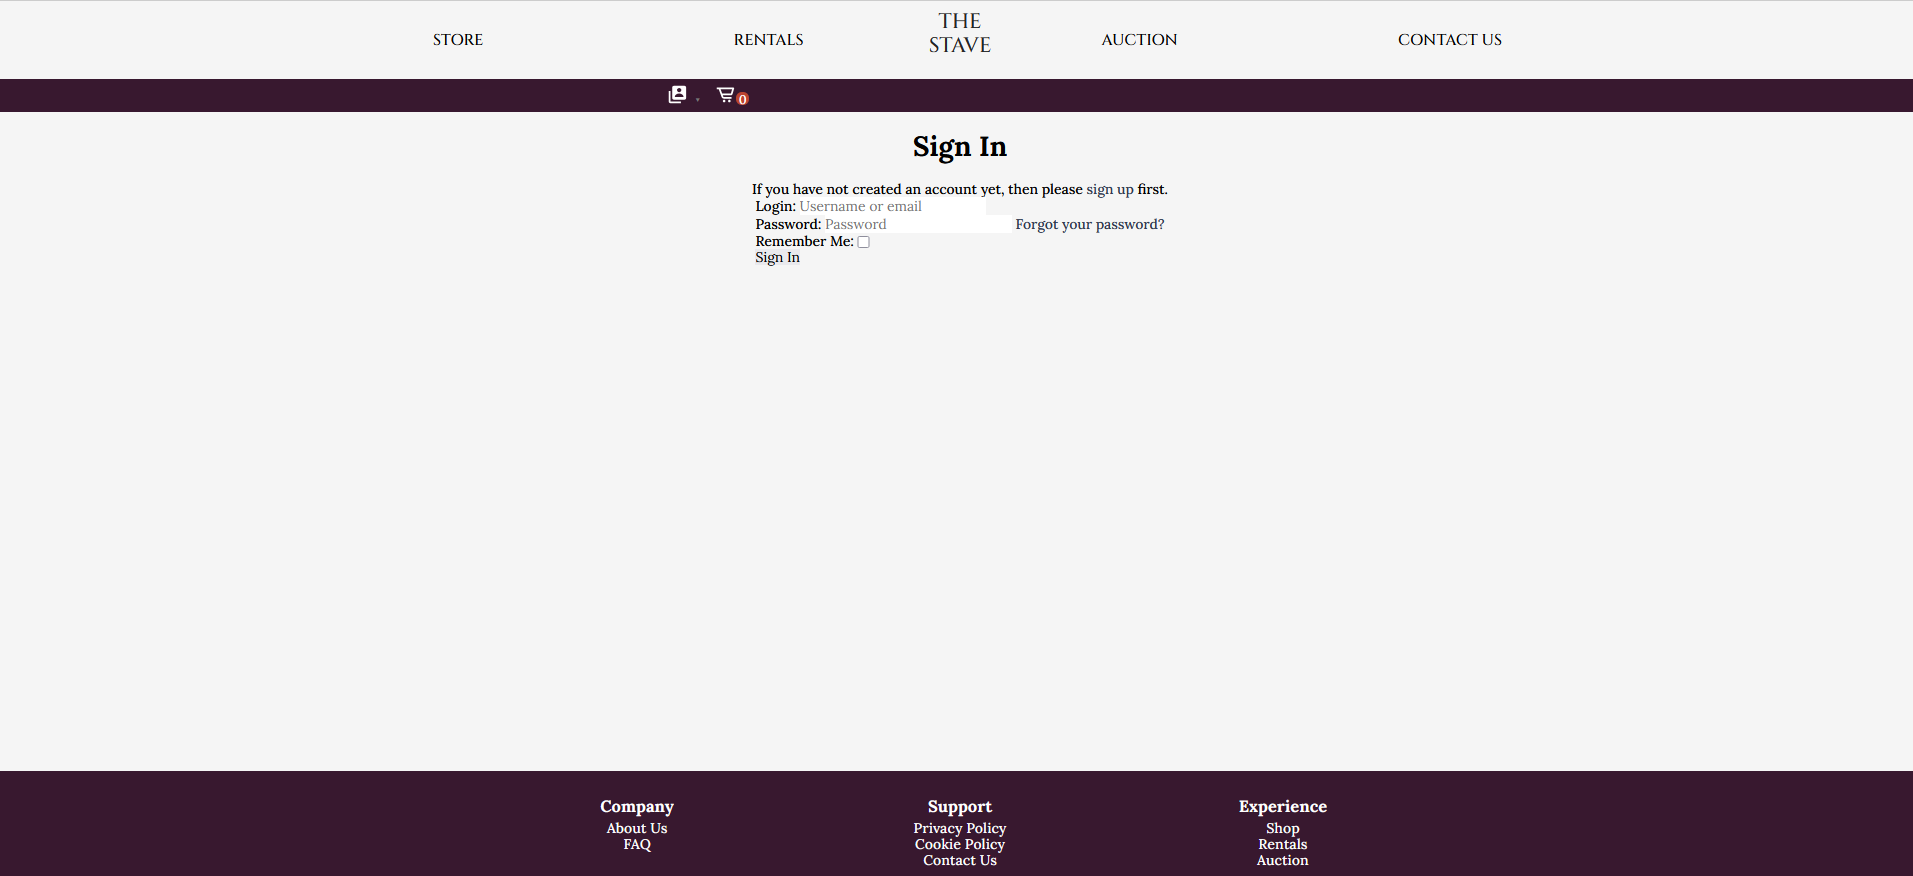 STORE
RENTALS
THE
STAVE
AUCTION
CONTACT US
0
Sign In
If you have not created an account yet, then please sign up first.
Login: Username or email
Password: Password Forgot your password?
Remember Me:
Sign In
Company
About Us
FAQ
Support
Privacy Policy
Cookie Policy
Contact Us
Experience
Shop
Rentals
Auction